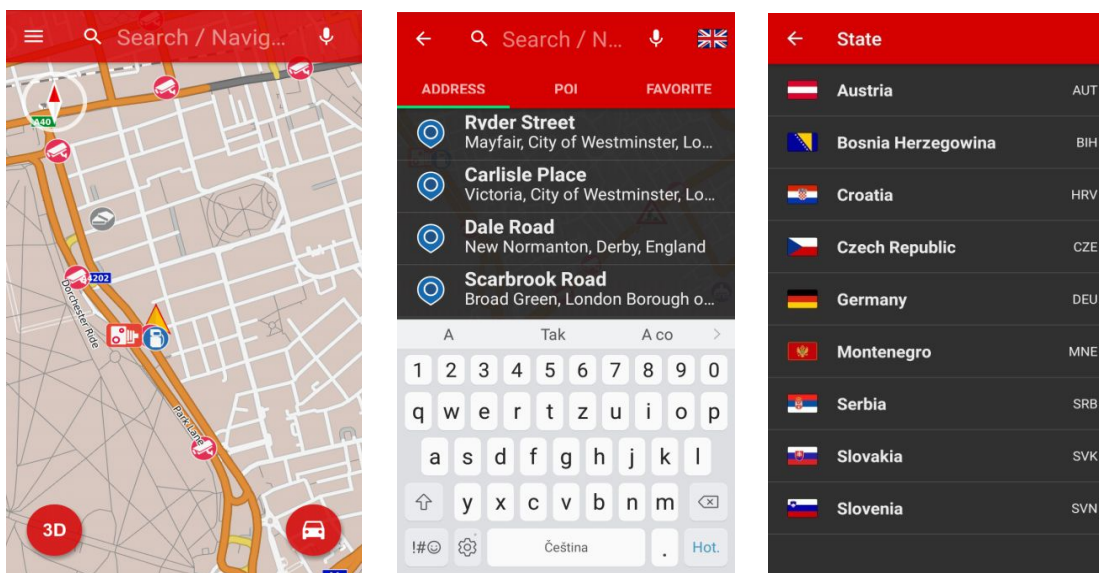 Search / Navig...
A40
4202
Dorchester Ride
Park Lane
3D
Search / N...
ADDRESS POI FAVORITE
Ryder Street
Mayfair, City of Westminster, Lo...
Carlisle Place
Victoria, City of Westminster, Lo...
Dale Road
New Normanton, Derby, England
Scarbrook Road
Broad Green, London Borough o...
A Tak A co
1 2 3 4 5 6 7 8 9 0
q w e r t z u i o p
a s d f g h j k l
y x c v b n m
!#☺ Čeština . Hot.
State
Austria AUT
Bosnia Herzegowina BIH
Croatia HRV
Czech Republic CZE
Germany DEU
Montenegro MNE
Serbia SRB
Slovakia SVK
Slovenia SVN